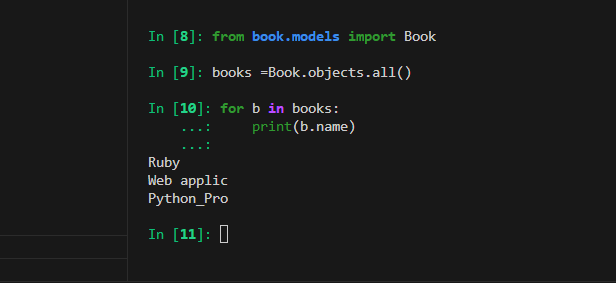 In [8]: from book.models import Book
In [9]: books =Book.objects.all()
In [10]: for b in books:
...: print(b.name)
...:
Ruby
Web applic
Python_Pro
In [11]: